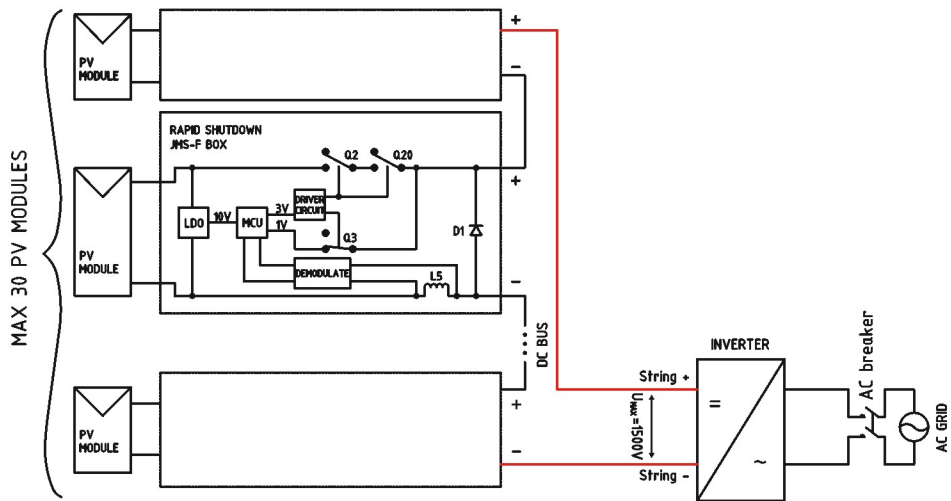 MAX 30 PV MODULES
PV
MODULE
+
−
RAPID SHUTDOWN
JMS-F BOX
Q2
Q20
+
PV
MODULE
LDO
10V
MCU
3V
1V
DRIVER
CIRCUIT
Q3
D1
DEMODULATE
L5
−
DC BUS
PV
MODULE
+
−
String +
UMAX=1500V
String -
INVERTER
=
~
AC breaker
AC GRID